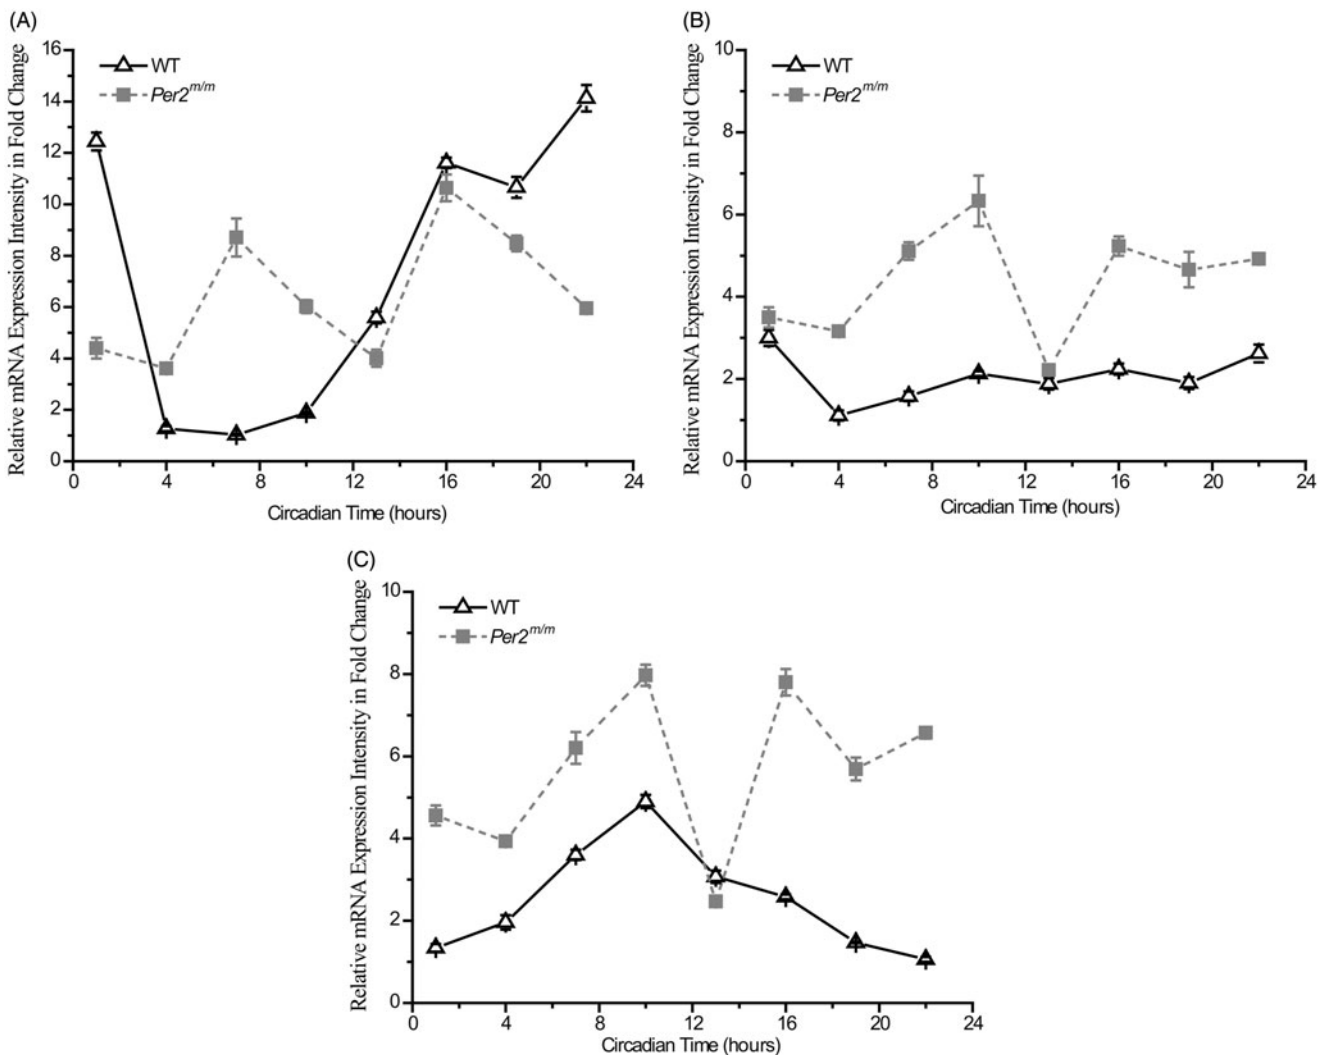 (A)
Relative mRNA Expression Intensity in Fold Change
16
14
12
10
8
6
4
2
0
WT
Per2 m/m
0 4 8 12 16 20 24
Circadian Time (hours)
(B)
Relative mRNA Expression Intensity in Fold Change
10
8
6
4
2
0
WT
Per2 m/m
0 4 8 12 16 20 24
Circadian Time (hours)
(C)
Relative mRNA Expression Intensity in Fold Change
10
8
6
4
2
0
WT
Per2 m/m
0 4 8 12 16 20 24
Circadian Time (hours)